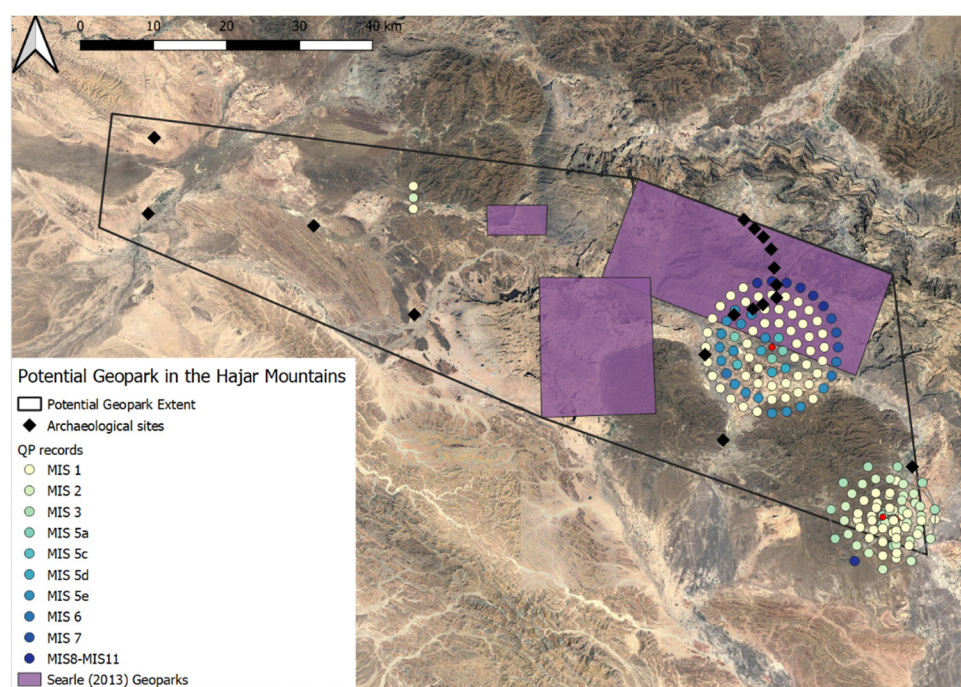 0 10 20 30 40 km
Potential Geopark in the Hajar Mountains
Potential Geopark Extent
Archaeological sites
QP records
MIS 1
MIS 2
MIS 3
MIS 5a
MIS 5c
MIS 5d
MIS 5e
MIS 6
MIS 7
MIS8-MIS11
Searle (2013) Geoparks